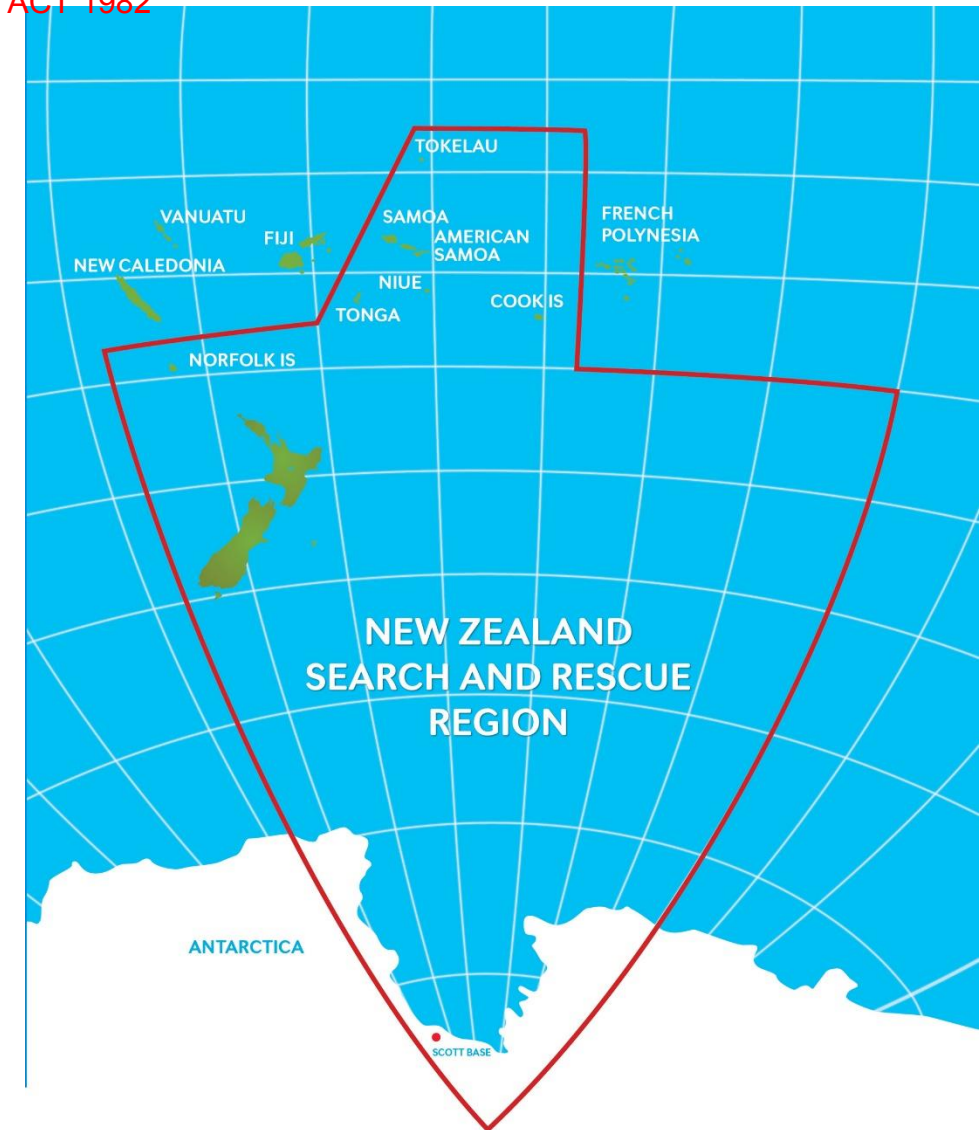 ACT 1982
TOKELAU
VANUATU
SAMOA
FRENCH
POLYNESIA
FIJI
AMERICAN
SAMOA
NEW CALEDONIA
NIUE
COOK IS
TONGA
NORFOLK IS
NEW ZEALAND
SEARCH AND RESCUE
REGION
ANTARCTICA
SCOTT BASE